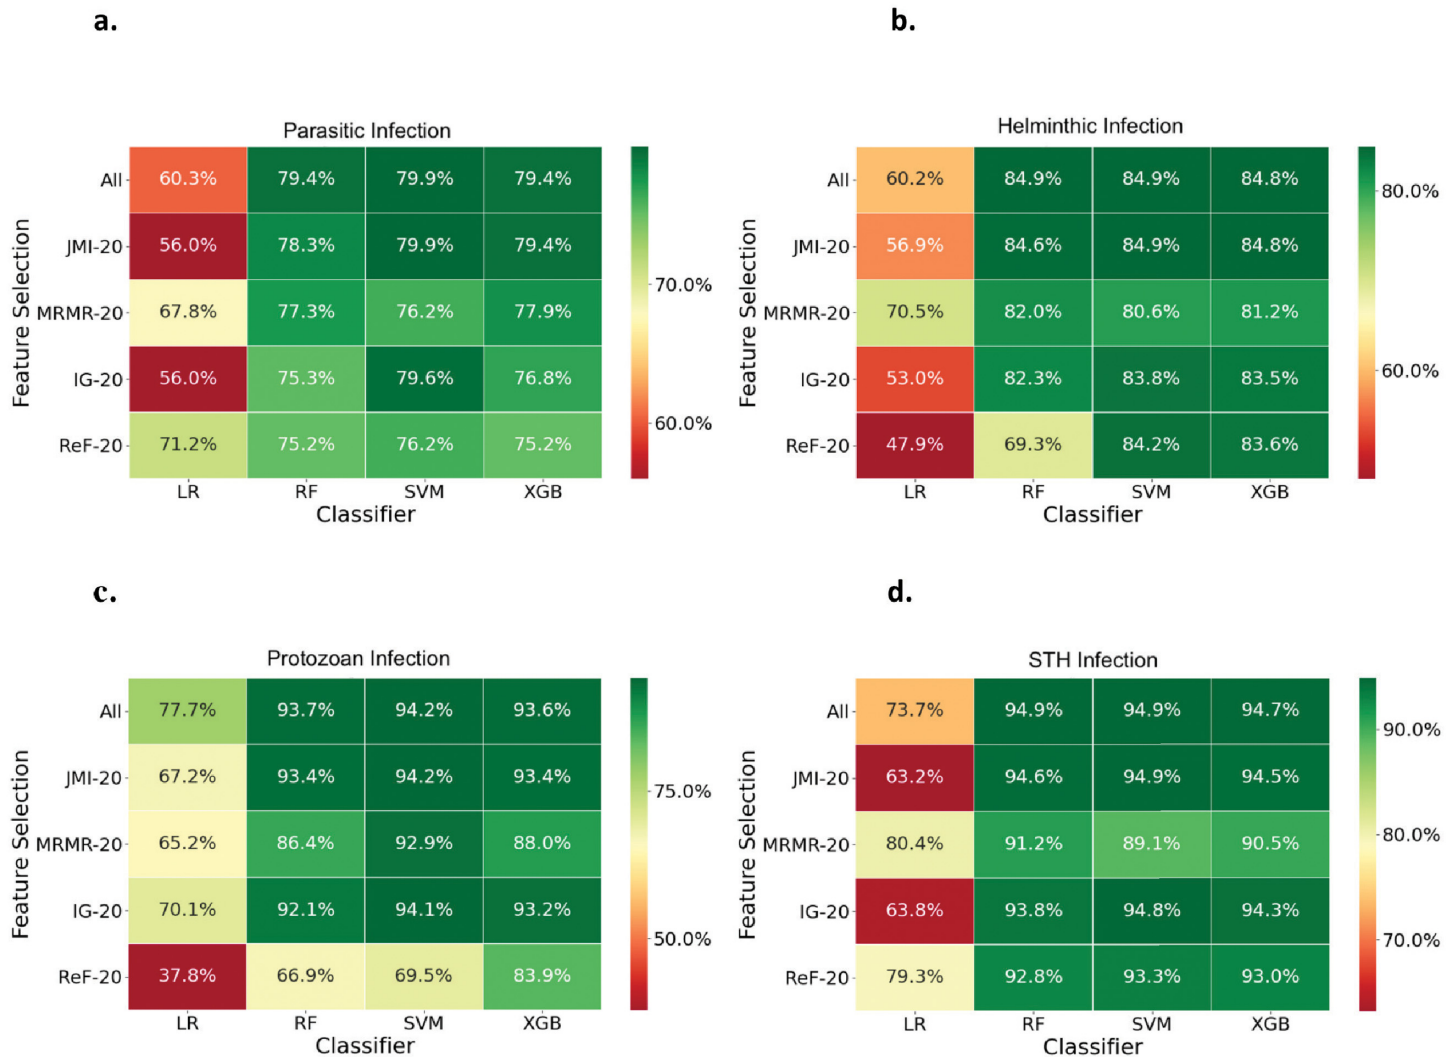 a.
Parasitic Infection
Feature Selection
All 60.3% 79.4% 79.9% 79.4%
JMI-20 56.0% 78.3% 79.9% 79.4%
70.0%
MRMR-20 67.8% 77.3% 76.2% 77.9%
IG-20 56.0% 75.3% 79.6% 76.8%
60.0%
ReF-20 71.2% 75.2% 76.2% 75.2%
LR RF SVM XGB
Classifier
b.
Helminthic Infection
Feature Selection
All 60.2% 84.9% 84.9% 84.8%
80.0%
JMI-20 56.9% 84.6% 84.9% 84.8%
MRMR-20 70.5% 82.0% 80.6% 81.2%
IG-20 53.0% 82.3% 83.8% 83.5%
60.0%
ReF-20 47.9% 69.3% 84.2% 83.6%
LR RF SVM XGB
Classifier
c.
Protozoan Infection
Feature Selection
All 77.7% 93.7% 94.2% 93.6%
JMI-20 67.2% 93.4% 94.2% 93.4%
75.0%
MRMR-20 65.2% 86.4% 92.9% 88.0%
IG-20 70.1% 92.1% 94.1% 93.2%
50.0%
ReF-20 37.8% 66.9% 69.5% 83.9%
LR RF SVM XGB
Classifier
d.
STH Infection
Feature Selection
All 73.7% 94.9% 94.9% 94.7%
90.0%
JMI-20 63.2% 94.6% 94.9% 94.5%
MRMR-20 80.4% 91.2% 89.1% 90.5%
80.0%
IG-20 63.8% 93.8% 94.8% 94.3%
70.0%
ReF-20 79.3% 92.8% 93.3% 93.0%
LR RF SVM XGB
Classifier